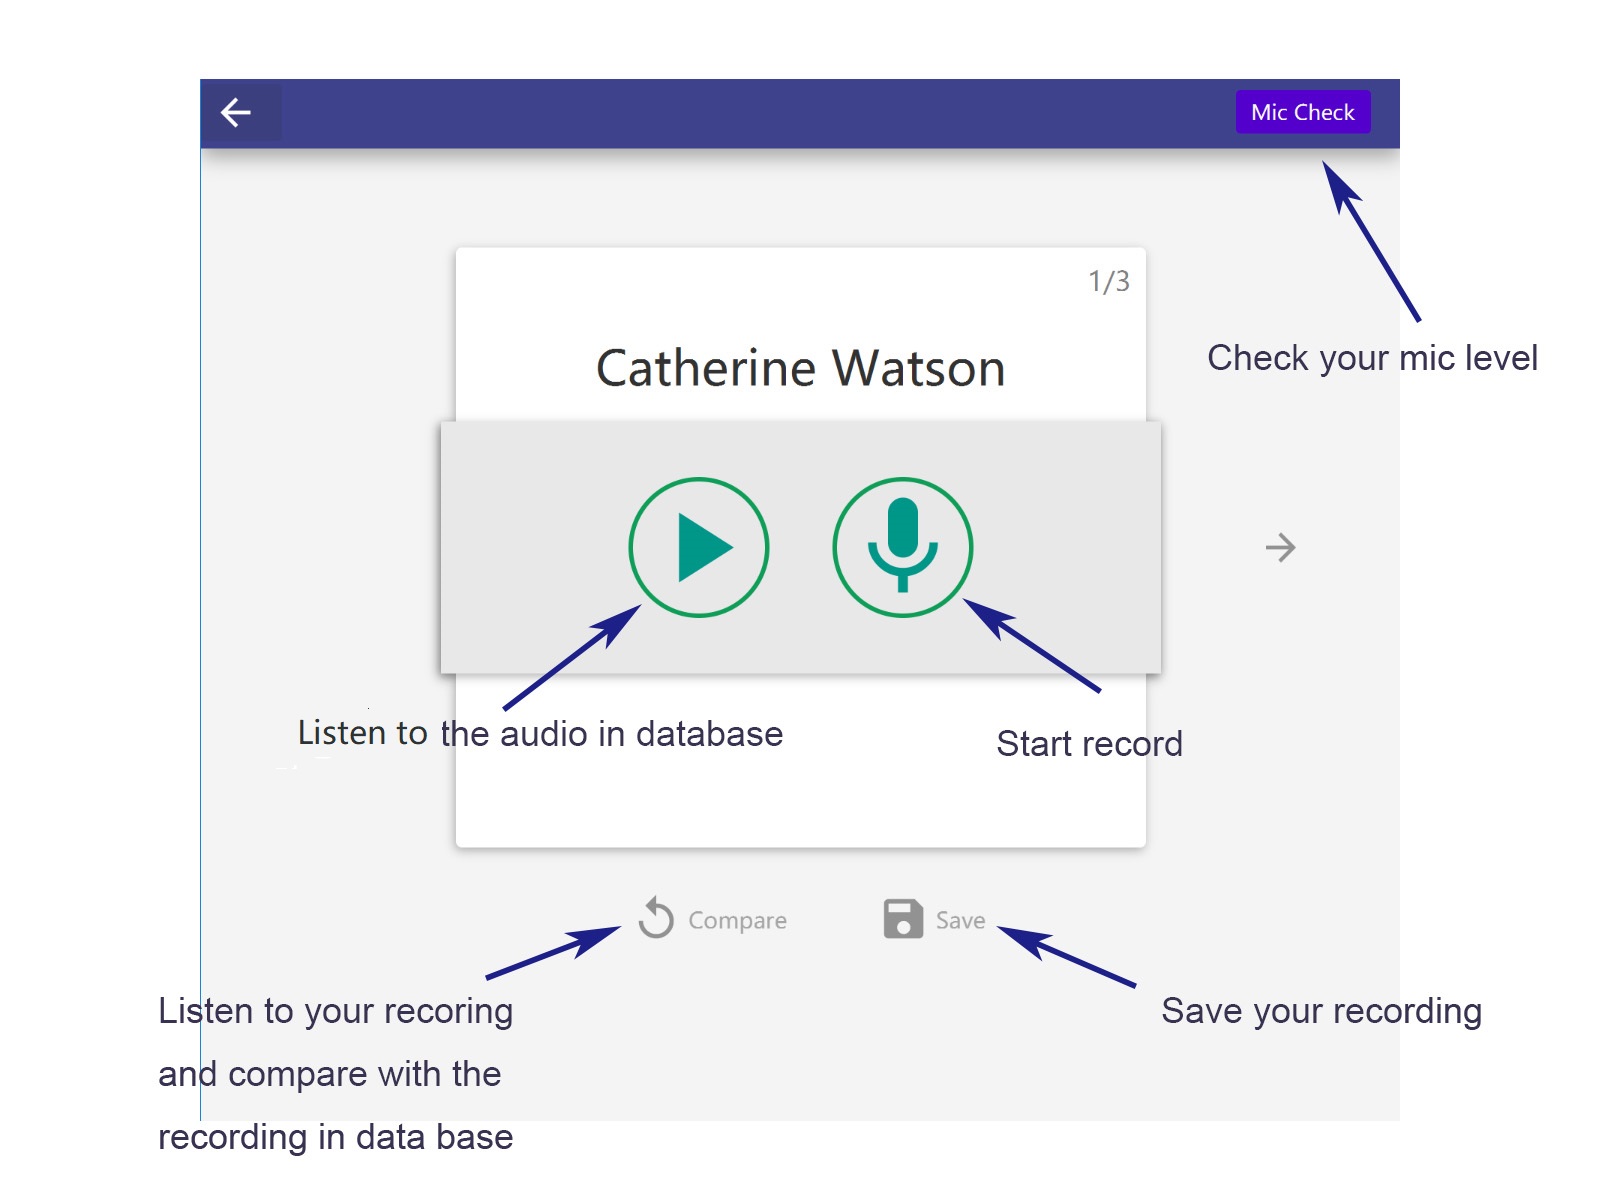 Mic Check
1/3
Catherine Watson
Check your mic level
Listen to the audio in database
Start record
Compare
Save
Listen to your recoring
and compare with the
recording in data base
Save your recording